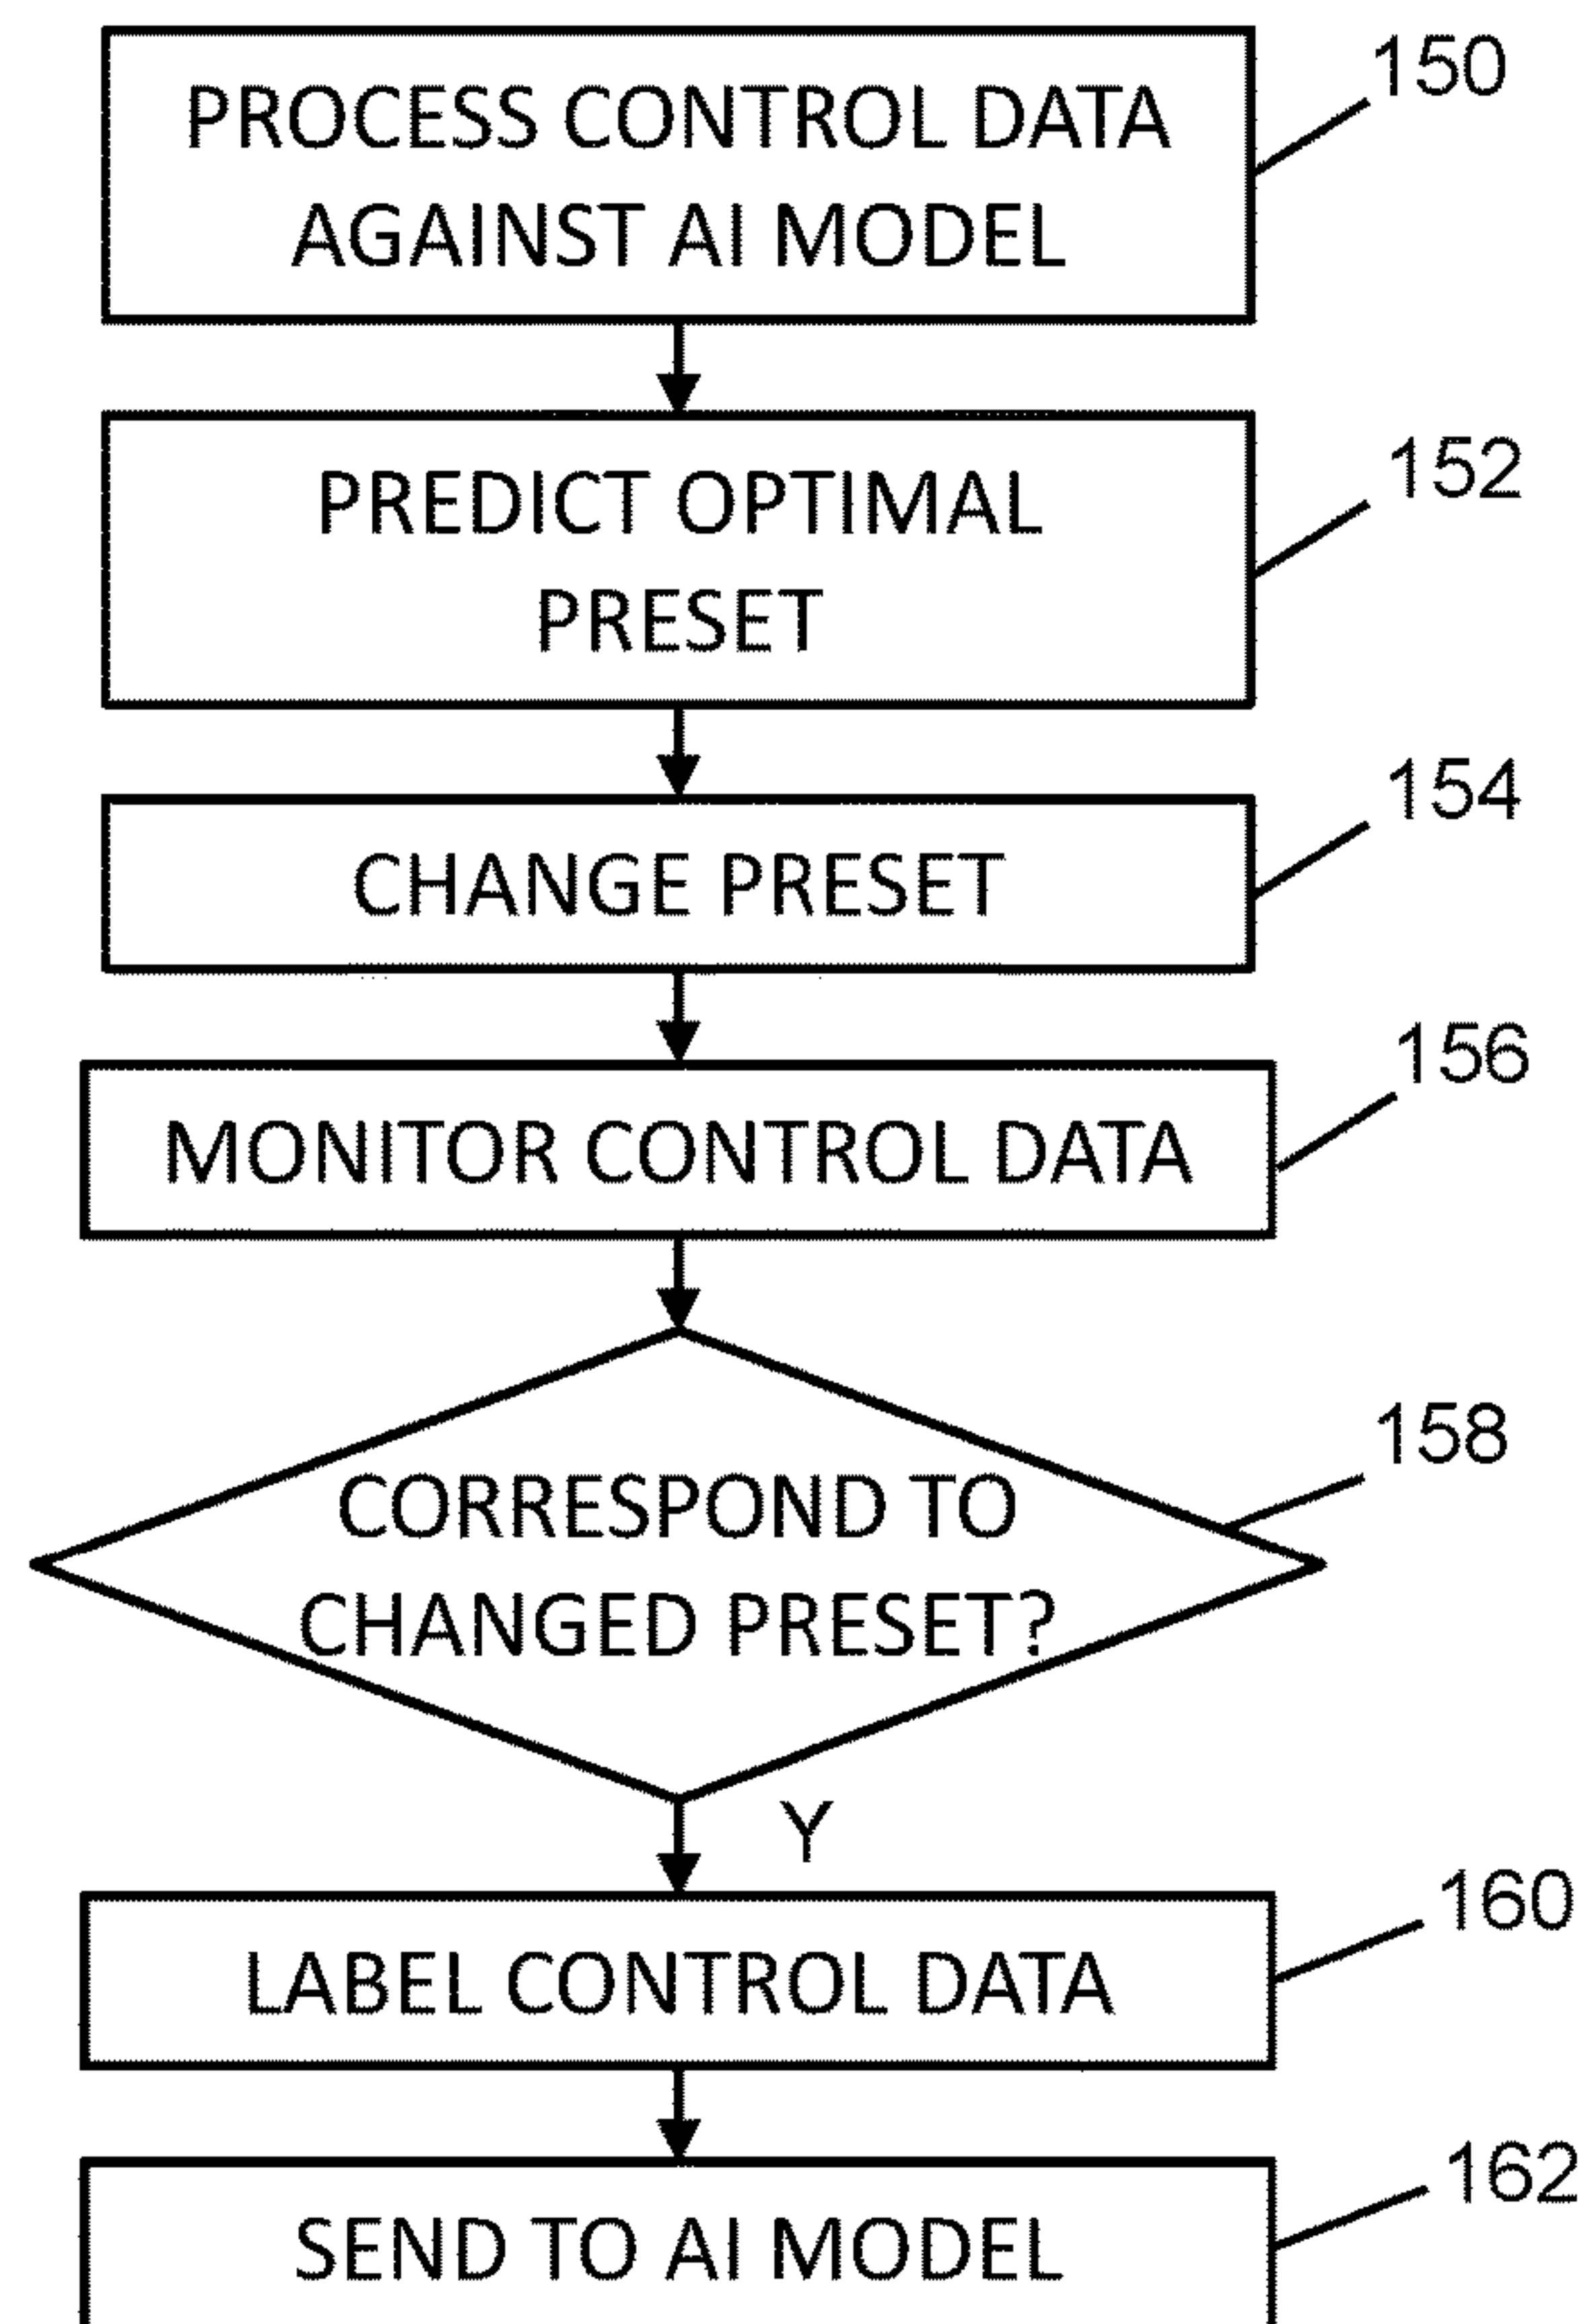 PROCESS CONTROL DATA
AGAINST AI MODEL
150
PREDICT OPTIMAL
PRESET
152
CHANGE PRESET
154
MONITOR CONTROL DATA
156
CORRESPOND TO
CHANGED PRESET?
158
Y
LABEL CONTROL DATA
160
SEND TO AI MODEL
162